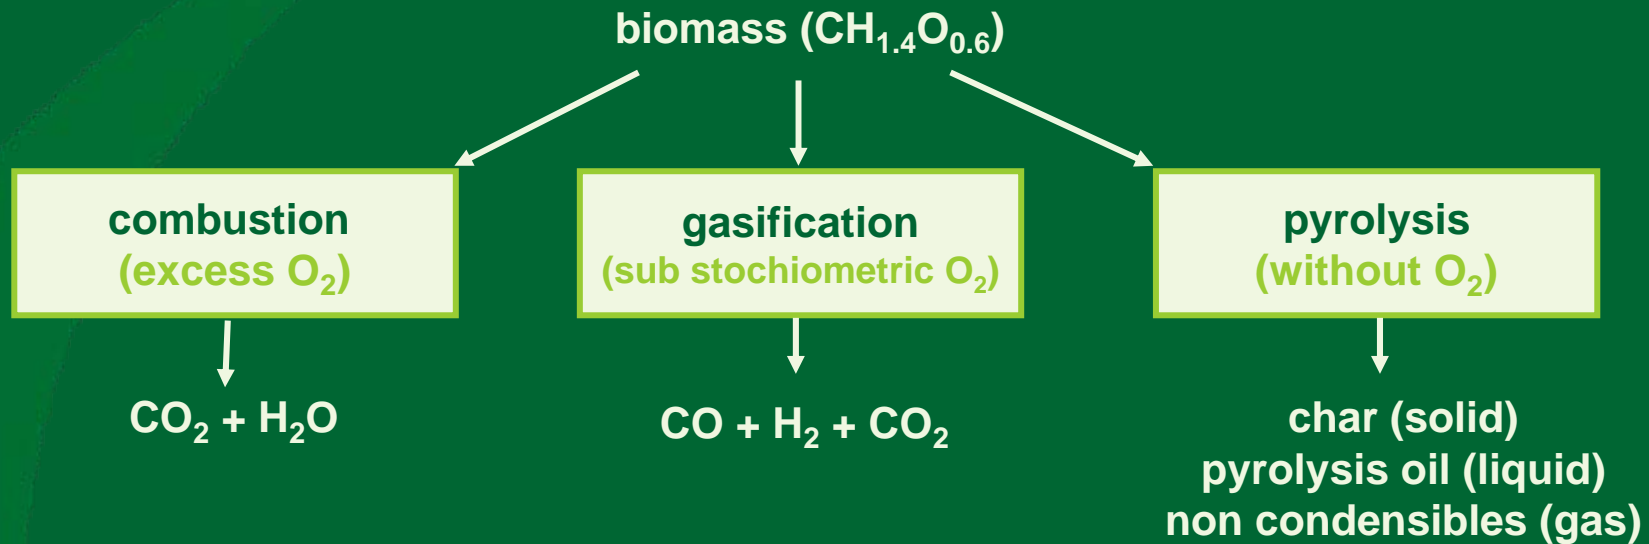 biomass (CH₁.₄O₀.₆)
combustion
(excess O₂)
gasification
(sub stochiometric O₂)
pyrolysis
(without O₂)
CO₂ + H₂O
CO + H₂ + CO₂
char (solid)
pyrolysis oil (liquid)
non condensibles (gas)